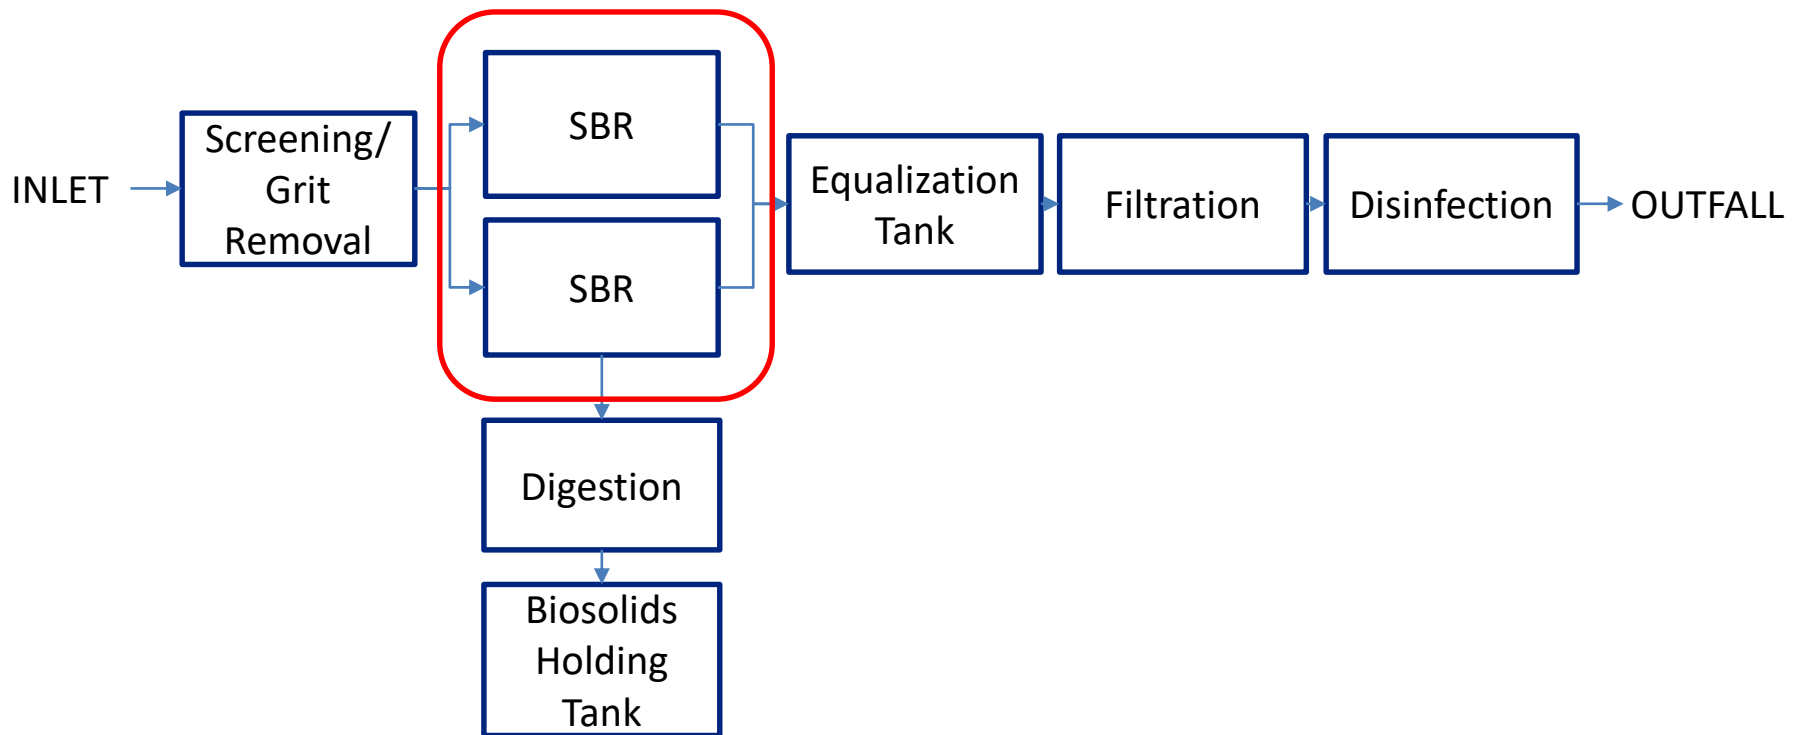 INLET
Screening/
Grit
Removal
SBR
SBR
Equalization
Tank
Filtration
Disinfection
OUTFALL
Digestion
Biosolids
Holding
Tank